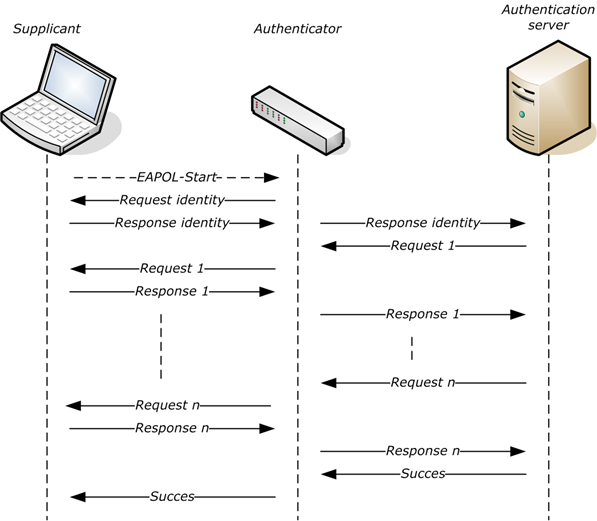 Supplicant
Authenticator
Authentication
server
EAPOL-Start
Request identity
Response identity
Response identity
Request 1
Request 1
Response 1
Response 1
Request n
Request n
Response n
Response n
Succes
Succes